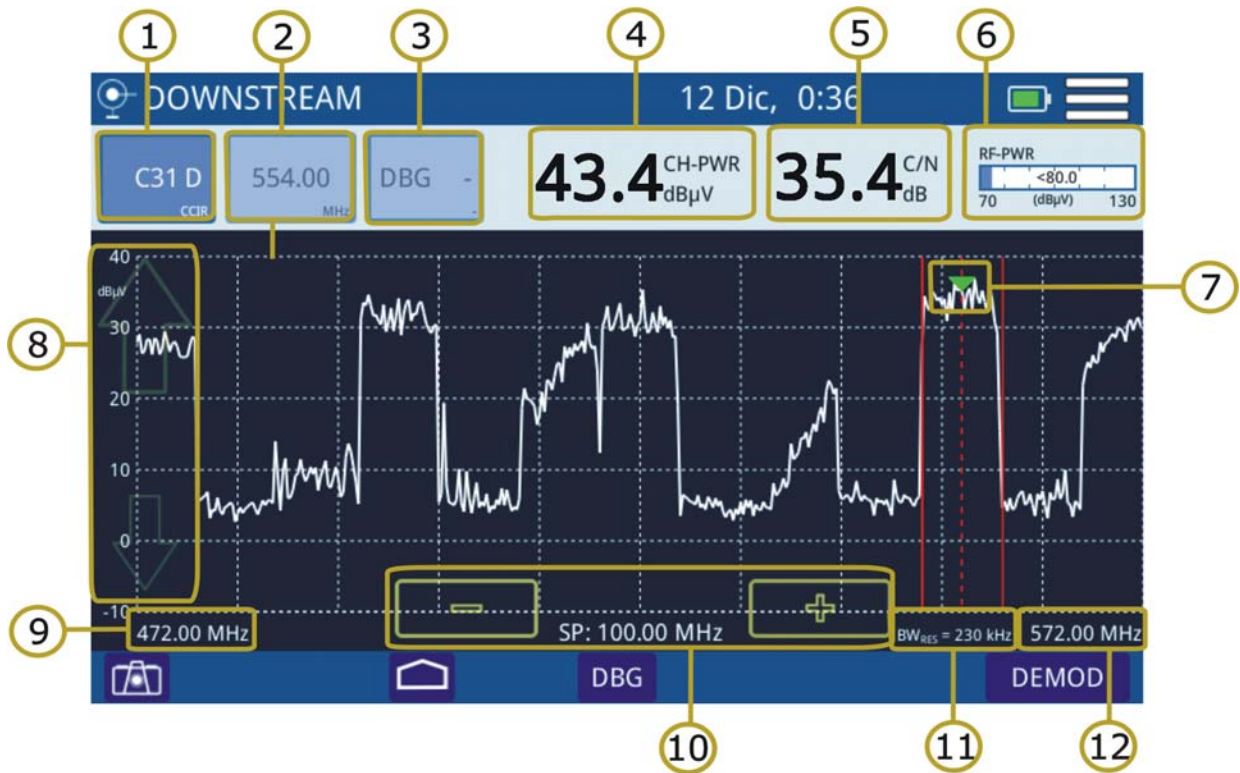 1 2 3 4 5 6
DOWNSTREAM 12 Dic, 0:36
C31 D CCIR 554.00 MHz DBG - - 43.4 CH-PWR dBµV 35.4 C/N dB RF-PWR <80.0 70 (dBµV) 130
40
dBµV
7
30
8
20
10
0
-10
9 472.00 MHz SP: 100.00 MHz BWRES = 230 kHz 572.00 MHz
DBG DEMOD
10 11 12